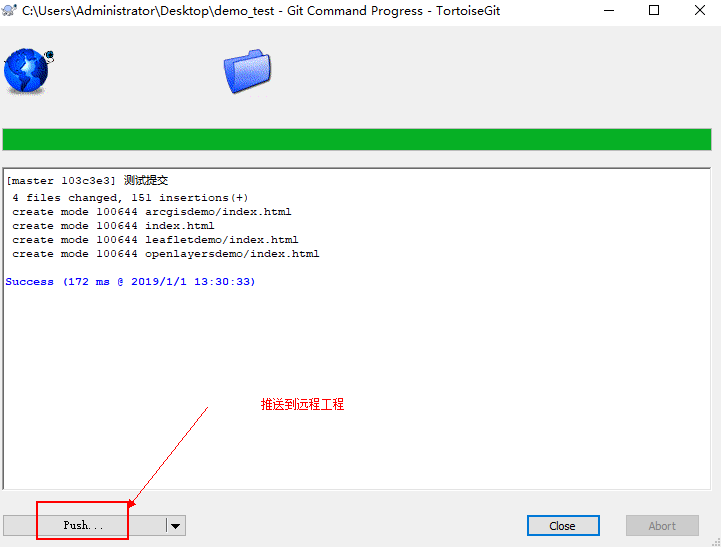 C:\Users\Administrator\Desktop\demo_test - Git Command Progress - TortoiseGit
[master 103c3e3] 测试提交
4 files changed, 151 insertions(+)
create mode 100644 arcgisdemo/index.html
create mode 100644 index.html
create mode 100644 leafletdemo/index.html
create mode 100644 openlayersdemo/index.html
Success (172 ms @ 2019/1/1 13:30:33)
推送到远程工程
Push...
Close
Abort